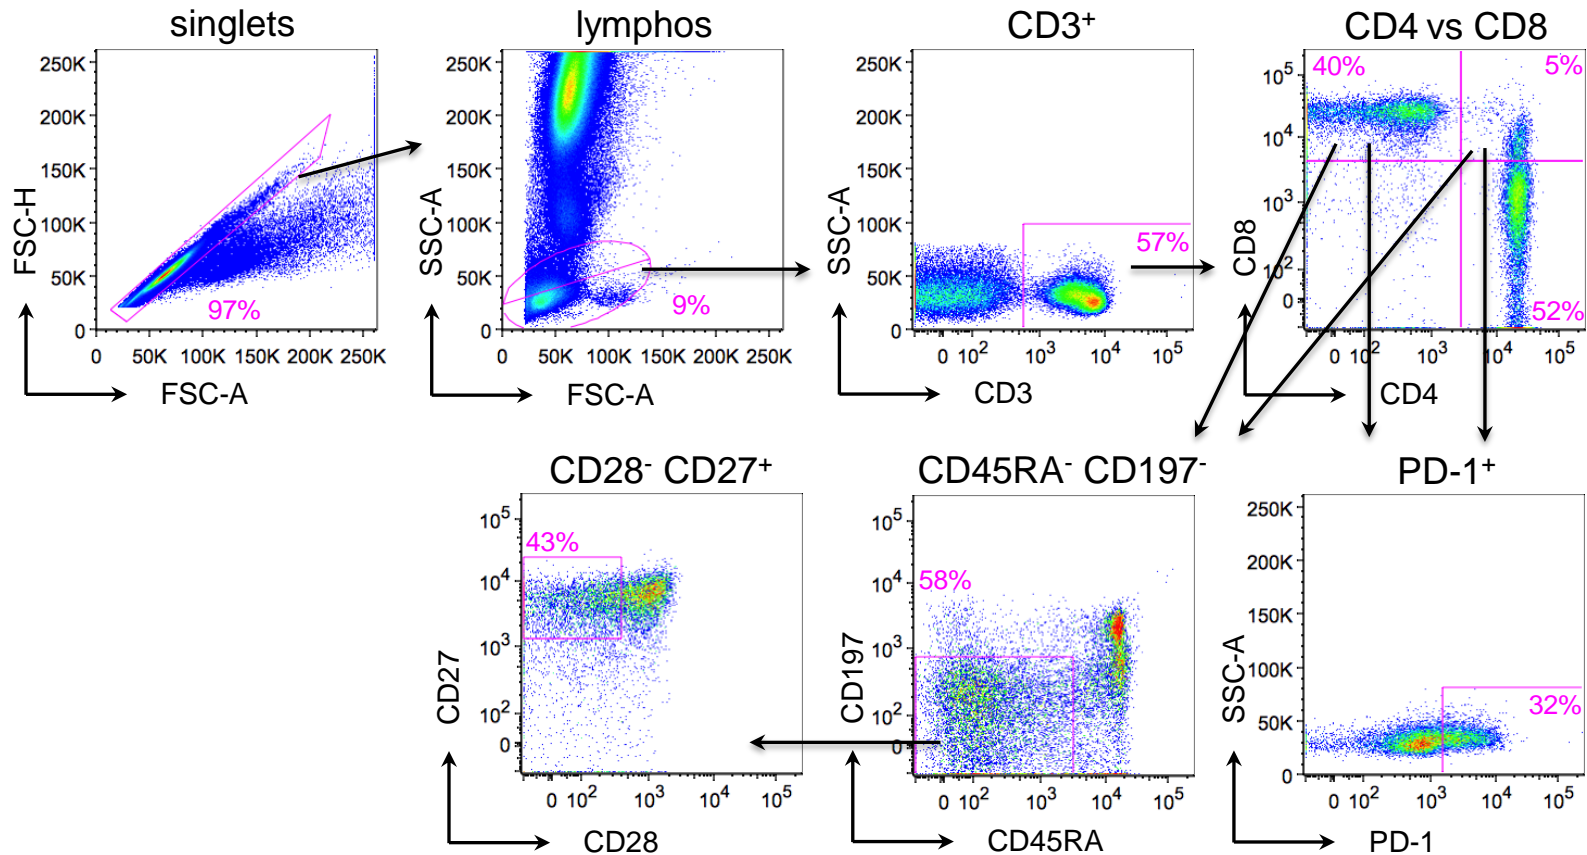 singlets
lymphos
CD3⁺
CD4 vs CD8
250K
200K
150K
100K
50K
0
FSC-H
97%
0 50K 100K 150K 200K 250K
FSC-A
250K
200K
150K
100K
50K
0
SSC-A
9%
0 50K 100K 150K 200K 250K
FSC-A
250K
200K
150K
100K
50K
0
SSC-A
57%
0 10² 10³ 10⁴ 10⁵
CD3
40%
5%
10⁵
10⁴
10³
10²
0
CD8
52%
0 10² 10³ 10⁴ 10⁵
CD4
CD28⁻ CD27⁺
CD45RA⁻ CD197⁻
PD-1⁺
10⁵
10⁴
10³
10²
0
CD27
43%
0 10² 10³ 10⁴ 10⁵
CD28
10⁵
10⁴
10³
10²
0
CD197
58%
0 10² 10³ 10⁴ 10⁵
CD45RA
250K
200K
150K
100K
50K
0
SSC-A
32%
0 10² 10³ 10⁴ 10⁵
PD-1